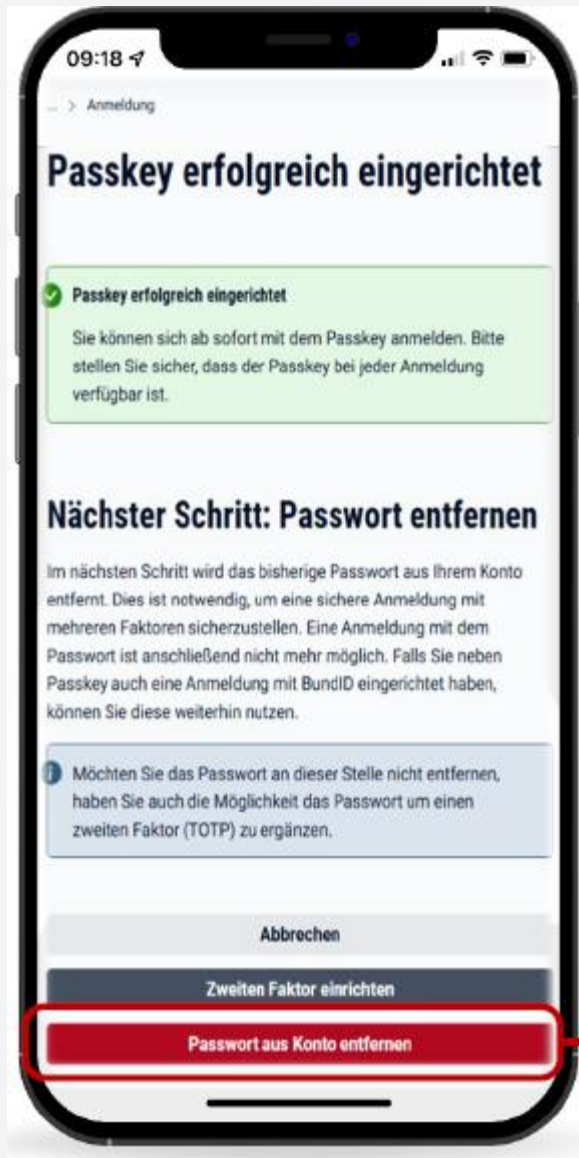 09:18
... > Anmeldung
Passkey erfolgreich eingerichtet
Passkey erfolgreich eingerichtet
Sie können sich ab sofort mit dem Passkey anmelden. Bitte
stellen Sie sicher, dass der Passkey bei jeder Anmeldung
verfügbar ist.
Nächster Schritt: Passwort entfernen
Im nächsten Schritt wird das bisherige Passwort aus Ihrem Konto
entfernt. Dies ist notwendig, um eine sichere Anmeldung mit
mehreren Faktoren sicherzustellen. Eine Anmeldung mit dem
Passwort ist anschließend nicht mehr möglich. Falls Sie neben
Passkey auch eine Anmeldung mit BundID eingerichtet haben,
können Sie diese weiterhin nutzen.
Möchten Sie das Passwort an dieser Stelle nicht entfernen,
haben Sie auch die Möglichkeit das Passwort um einen
zweiten Faktor (TOTP) zu ergänzen.
Abbrechen
Zweiten Faktor einrichten
Passwort aus Konto entfernen